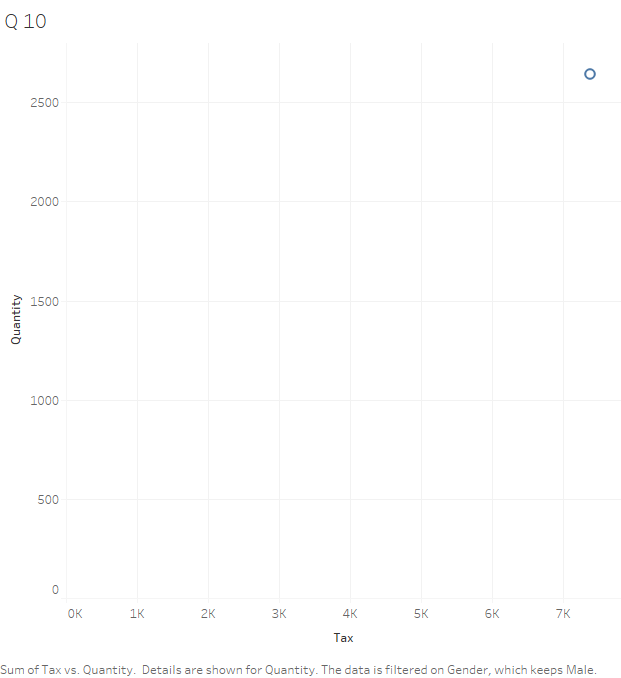 Q 10
2500
2000
1500
1000
500
0
Quantity
0K 1K 2K 3K 4K 5K 6K 7K
Tax
Sum of Tax vs. Quantity.  Details are shown for Quantity. The data is filtered on Gender, which keeps Male.